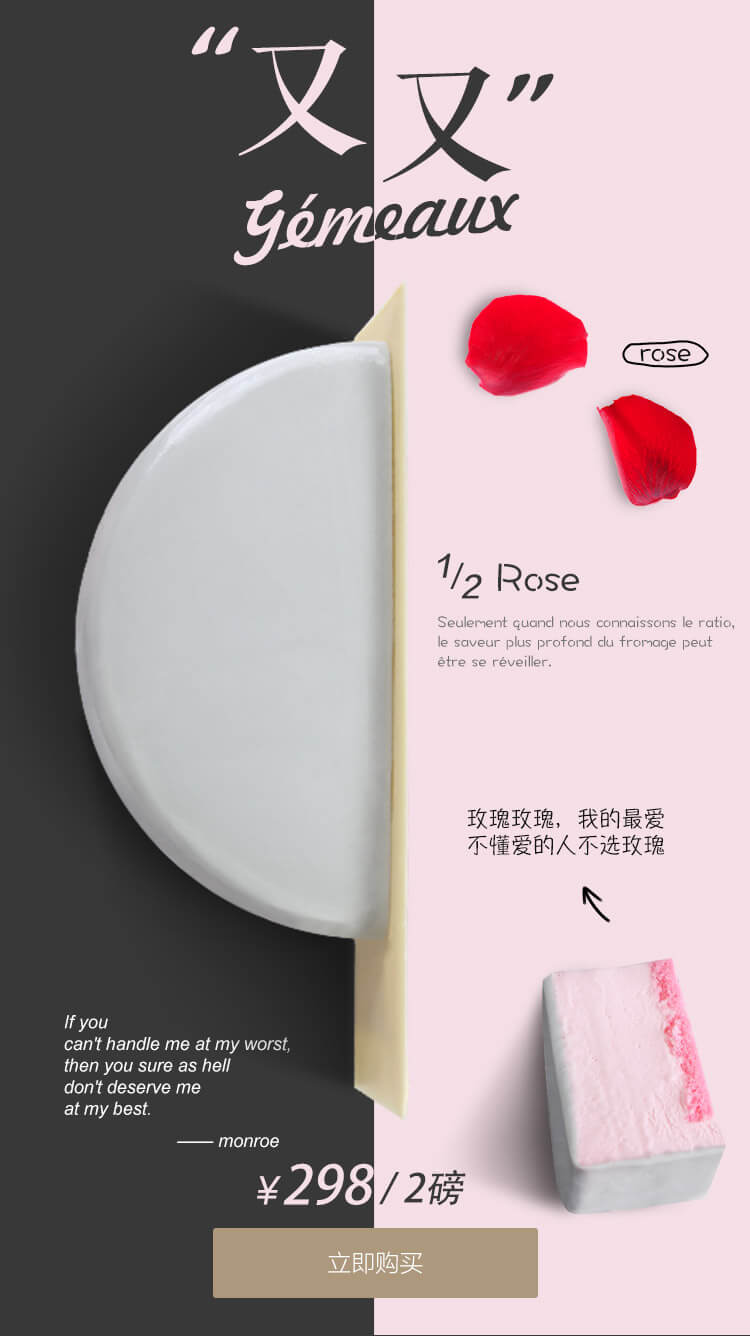 “又又”
Gémeaux
rose
1/2 Rose
Seulement quand nous connaissons le ratio,
le saveur plus profond du fromage peut
être se réveiller.
玫瑰玫瑰，我的最爱
不懂爱的人不选玫瑰
If you
can't handle me at my worst,
then you sure as hell
don't deserve me
at my best.
—— monroe
¥298/2磅
立即购买